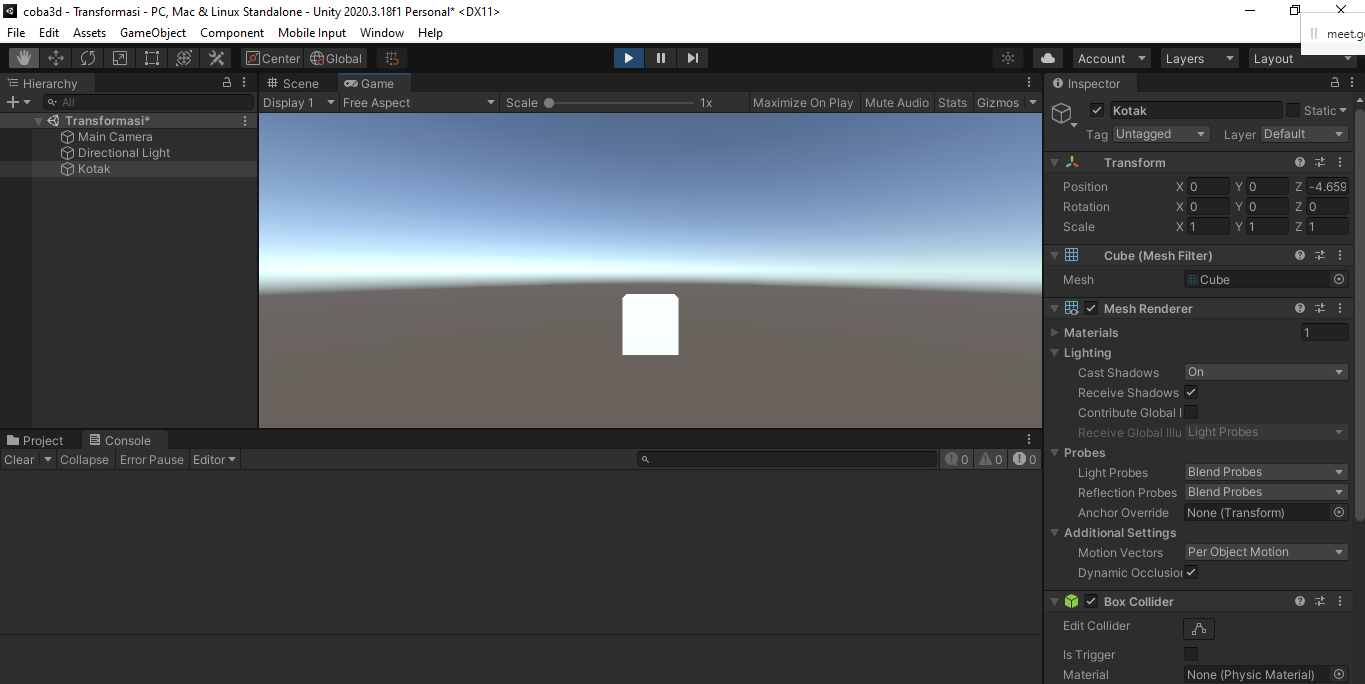 coba3d - Transformasi - PC, Mac & Linux Standalone - Unity 2020.3.18f1 Personal* <DX11>
File Edit Assets GameObject Component Mobile Input Window Help
meet.g
Center Global Account Layers Layout
Hierarchy
All
Transformasi*
Main Camera
Directional Light
Kotak
Scene Game
Display 1 Free Aspect Scale 1x Maximize On Play Mute Audio Stats Gizmos
Project Console
Clear Collapse Error Pause Editor 0 0 0
Inspector
Kotak Static
Tag Untagged Layer Default
Transform
Position X 0 Y 0 Z -4.659
Rotation X 0 Y 0 Z 0
Scale X 1 Y 1 Z 1
Cube (Mesh Filter)
Mesh Cube
Mesh Renderer
Materials 1
Lighting
Cast Shadows On
Receive Shadows
Contribute Global I
Receive Global Illu Light Probes
Probes
Light Probes Blend Probes
Reflection Probes Blend Probes
Anchor Override None (Transform)
Additional Settings
Motion Vectors Per Object Motion
Dynamic Occlusio
Box Collider
Edit Collider
Is Trigger
Material None (Physic Material)